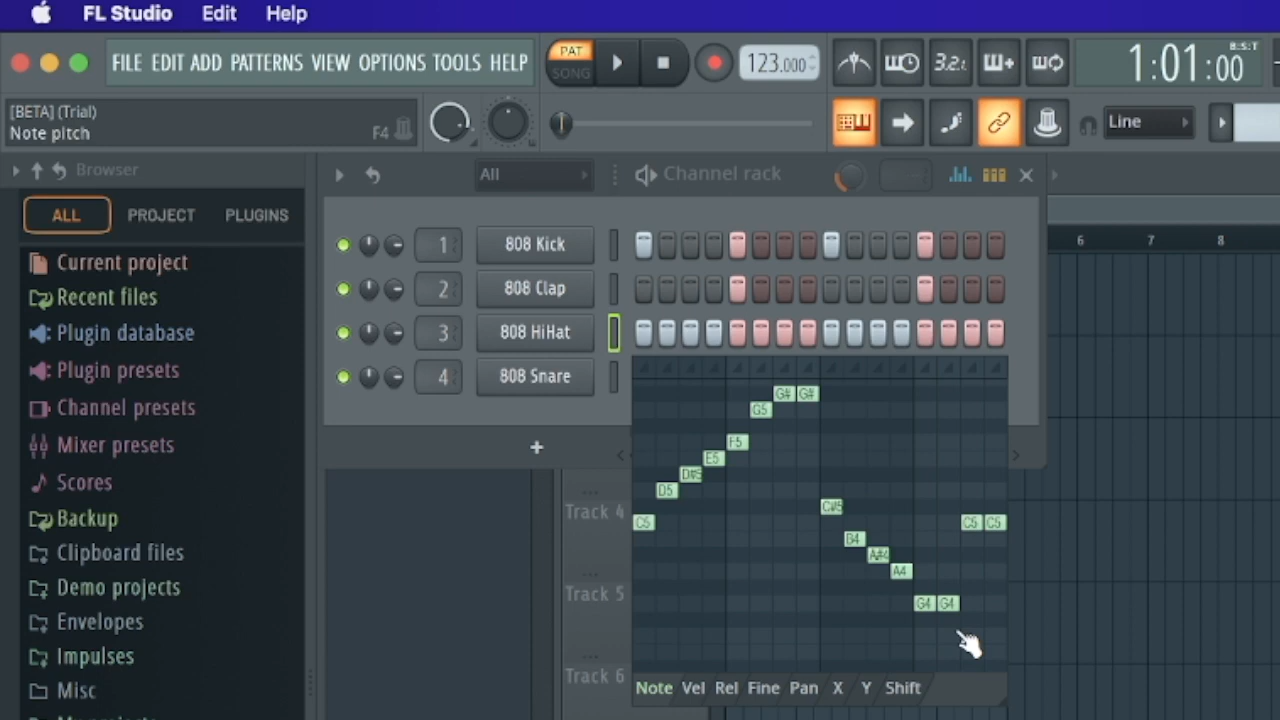 FL Studio Edit Help
FILE EDIT ADD PATTERNS VIEW OPTIONS TOOLS HELP
PAT
SONG
123.000
3.2.
1:01:00
B:S:T
[BETA] (Trial)
Note pitch
F4
Line
Browser
All
Channel rack
ALL PROJECT PLUGINS
6 7 8
Current project
Recent files
Plugin database
Plugin presets
Channel presets
Mixer presets
Scores
Backup
Clipboard files
Demo projects
Envelopes
Impulses
Misc
1 808 Kick
2 808 Clap
3 808 HiHat
4 808 Snare
+
Track 4
Track 5
Track 6
G# G#
G5
F5
E5
D#5
D5
C#5
C5 C5 C5
B4
A#4
A4
G4 G4
Note Vel Rel Fine Pan X Y Shift